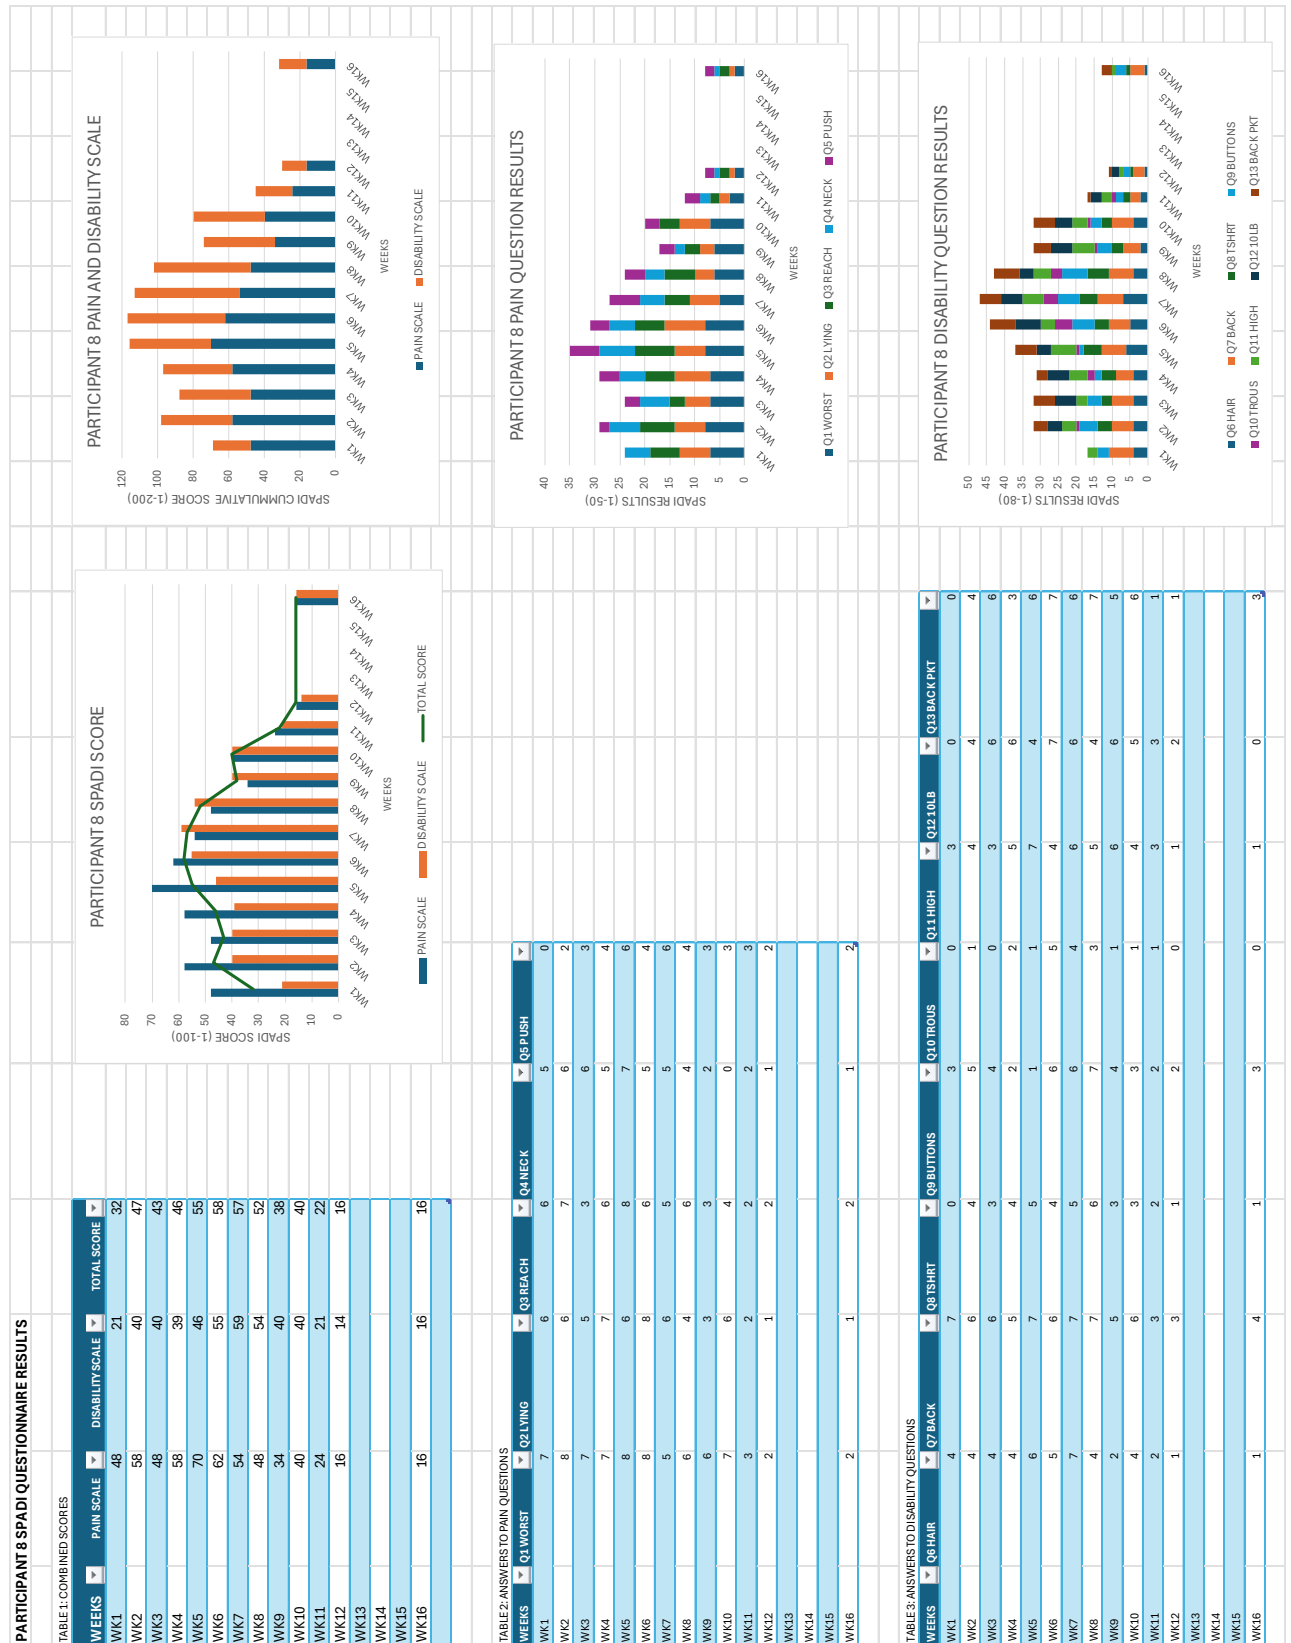 PARTICIPANT 8 SPADI QUESTIONNAIRE RESULTS
TABLE 1: COMBINED SCORES
WEEKS PAIN SCALE DISABILITY SCALE TOTAL SCORE
WK1 48 21 32
WK2 58 40 47
WK3 48 40 43
WK4 58 39 46
WK5 70 46 55
WK6 62 55 58
WK7 54 59 57
WK8 48 54 52
WK9 34 40 38
WK10 40 40 40
WK11 24 21 22
WK12 16 14 16
WK13
WK14
WK15
WK16 16 16 16
PARTICIPANT 8 SPADI SCORE
SPADI SCORE (1-100)
80
70
60
50
40
30
20
10
0
WK1 WK2 WK3 WK4 WK5 WK6 WK7 WK8 WK9 WK10 WK11 WK12 WK13 WK14 WK15 WK16
WEEKS
PAIN SCALE DISABILITY SCALE TOTAL SCORE
PARTICIPANT 8 PAIN AND DISABILITY SCALE
SPADI CUMMULATIVE SCORE (1-200)
120
100
80
60
40
20
0
WK1 WK2 WK3 WK4 WK5 WK6 WK7 WK8 WK9 WK10 WK11 WK12 WK13 WK14 WK15 WK16
WEEKS
PAIN SCALE DISABILITY SCALE
TABLE 2: ANSWERS TO PAIN QUESTIONS
WEEKS Q1 WORST Q2 LYING Q3 REACH Q4 NECK Q5 PUSH
WK1 7 6 6 5 0
WK2 8 6 7 6 2
WK3 7 5 3 6 3
WK4 7 7 6 5 4
WK5 8 6 8 7 6
WK6 8 8 6 5 4
WK7 5 6 5 5 6
WK8 6 4 6 4 4
WK9 6 3 3 2 3
WK10 7 6 4 0 3
WK11 3 2 2 2 3
WK12 2 1 2 1 2
WK13
WK14
WK15
WK16 2 1 2 1 2
PARTICIPANT 8 PAIN QUESTION RESULTS
SPADI RESULTS (1-50)
40
35
30
25
20
15
10
5
0
WK1 WK2 WK3 WK4 WK5 WK6 WK7 WK8 WK9 WK10 WK11 WK12 WK13 WK14 WK15 WK16
WEEKS
Q1 WORST Q2 LYING Q3 REACH Q4 NECK Q5 PUSH
TABLE 3: ANSWERS TO DISABILITY QUESTIONS
WEEKS Q6 HAIR Q7 BACK Q8 TSHRT Q9 BUTTONS Q10 TROUS Q11 HIGH Q12 10LB Q13 BACK PKT
WK1 4 7 0 3 0 3 0 0
WK2 4 6 4 5 1 4 4 4
WK3 4 6 3 4 0 3 6 6
WK4 4 5 4 2 2 5 6 3
WK5 6 7 5 1 1 7 4 6
WK6 5 6 4 6 5 4 7 7
WK7 7 7 5 6 4 6 6 6
WK8 4 7 6 7 3 5 4 7
WK9 2 5 3 4 1 6 6 5
WK10 4 6 3 3 1 4 5 6
WK11 2 3 2 2 1 3 3 1
WK12 1 3 1 2 0 1 2 1
WK13
WK14
WK15
WK16 1 4 1 3 0 1 0 3
PARTICIPANT 8 DISABILITY QUESTION RESULTS
SPADI RESULTS (1-80)
50
45
40
35
30
25
20
15
10
5
0
WK1 WK2 WK3 WK4 WK5 WK6 WK7 WK8 WK9 WK10 WK11 WK12 WK13 WK14 WK15 WK16
WEEKS
Q6 HAIR Q7 BACK Q8 TSHRT Q9 BUTTONS
Q10 TROUS Q11 HIGH Q12 10LB Q13 BACK PKT